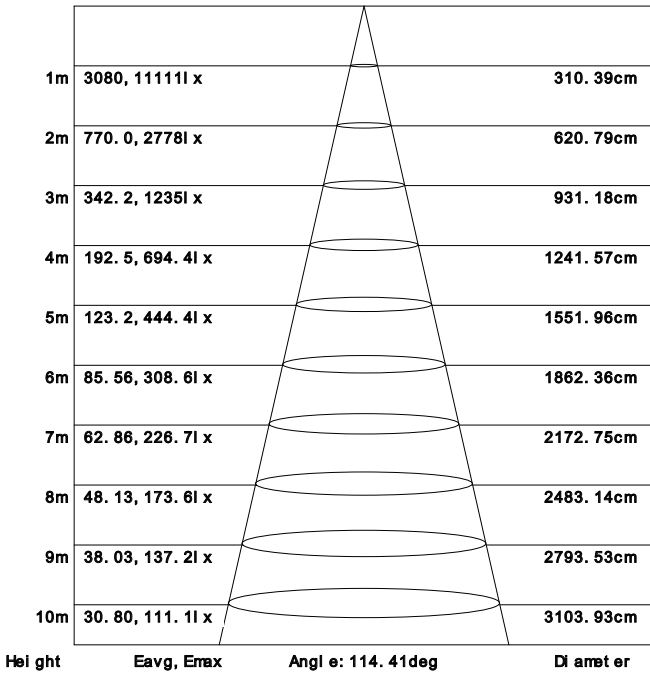 1m 3080, 11111lx 310.39cm
2m 770.0, 2778lx 620.79cm
3m 342.2, 1235lx 931.18cm
4m 192.5, 694.4lx 1241.57cm
5m 123.2, 444.4lx 1551.96cm
6m 85.56, 308.6lx 1862.36cm
7m 62.86, 226.7lx 2172.75cm
8m 48.13, 173.6lx 2483.14cm
9m 38.03, 137.2lx 2793.53cm
10m 30.80, 111.1lx 3103.93cm
Height Eavg, Emax Angle: 114.41deg Diameter